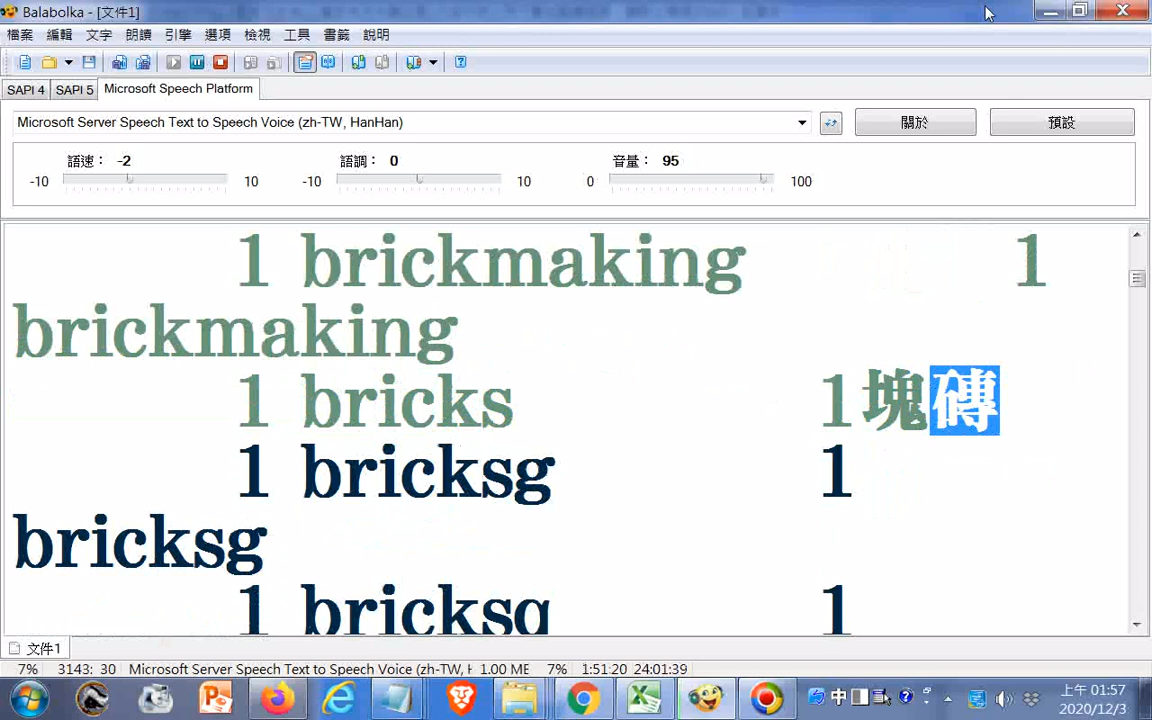 Balabolka - [文件1]
檔案 編輯 文字 朗讀 引擎 選項 檢視 工具 書籤 說明
SAPI 4 SAPI 5 Microsoft Speech Platform
Microsoft Server Speech Text to Speech Voice (zh-TW, HanHan) 關於 預設
語速： -2 語調： 0 音量： 95
-10 10 -10 10 0 100
1 brickmaking 1
brickmaking
1 bricks 1塊磚
1 bricksg 1
bricksg
1 bricksq 1
文件1
7% 3143: 30 Microsoft Server Speech Text to Speech Voice (zh-TW, H 1.00 ME 7% 1:51:20 24:01:39
中 上午 01:57
2020/12/3